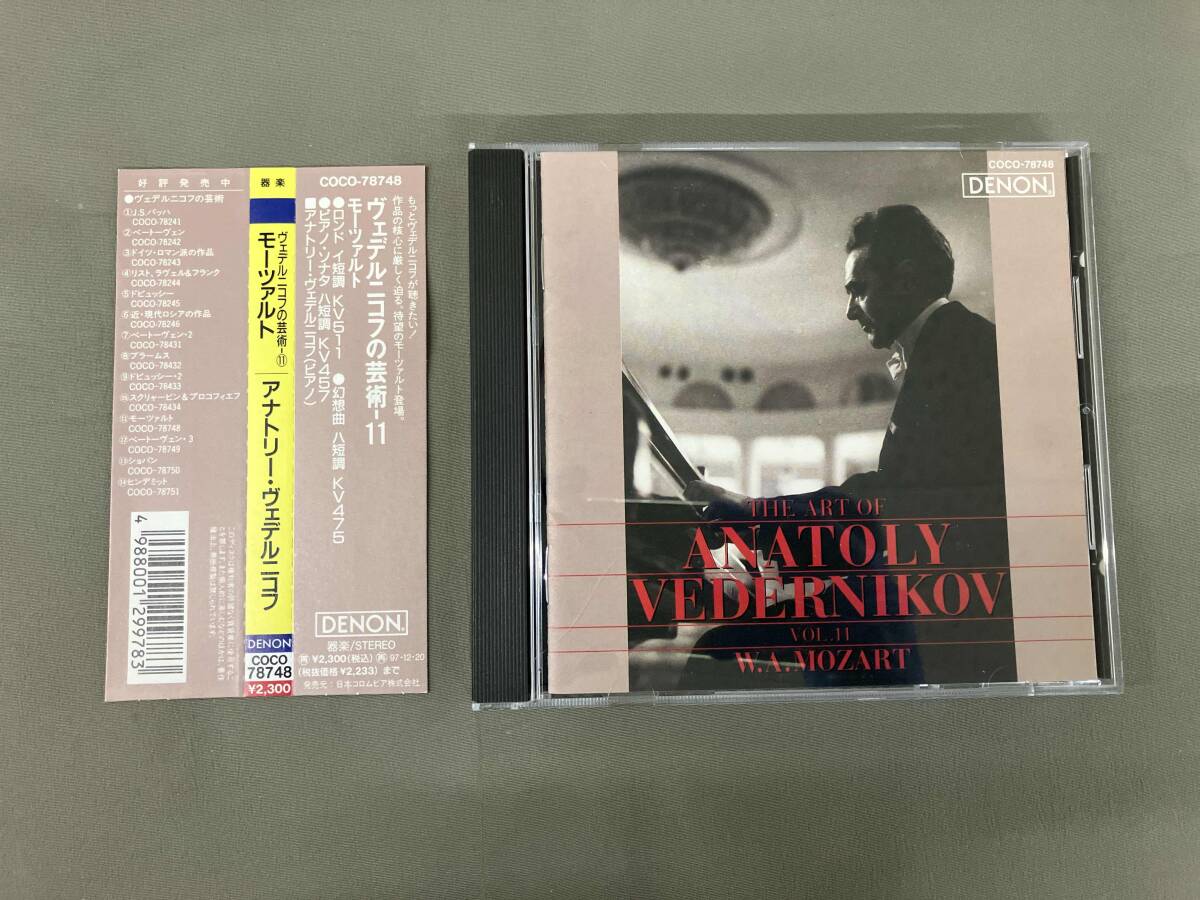 好評発売中
●ヴェデルニコフの芸術
①J.S.バッハ
COCO-78241
②ベートーヴェン
COCO-78242
③ドイツ・ロマン派の作品
COCO-78243
④リスト、ラヴェル&フランク
COCO-78244
⑤ドビュッシー
COCO-78245
⑥近・現代ロシアの作品
COCO-78246
⑦ベートーヴェン・2
COCO-78431
⑧ブラームス
COCO-78432
⑨ドビュッシー・2
COCO-78433
⑩スクリャービン&プロコフィエフ
COCO-78434
⑪モーツァルト
COCO-78748
⑫ベートーヴェン・3
COCO-78749
⑬ショパン
COCO-78750
⑭ヒンデミット
COCO-78751
4 988001 299783
器楽
ヴェデルニコフの芸術-⑪
モーツァルト
アナトリー・ヴェデルニコフ
DENON
COCO
78748
¥2,300
COCO-78748
もっとヴェデルニコフが聴きたい!
作品の核心に厳しく迫る。待望のモーツァルト登場。
ヴェデルニコフの芸術-11
モーツァルト
●ロンド イ短調 KV511 ●幻想曲 ハ短調 KV475
●ピアノ・ソナタ ハ短調 KV457
■アナトリー・ヴェデルニコフ(ピアノ)
DENON
器楽/STEREO
¥2,300(税込) 97・12・20
(税抜価格¥2,233)まで
発売元:日本コロムビア株式会社
COCO-78748
DENON
THE ART OF
ANATOLY
VEDERNIKOV
VOL.11
W.A.MOZART